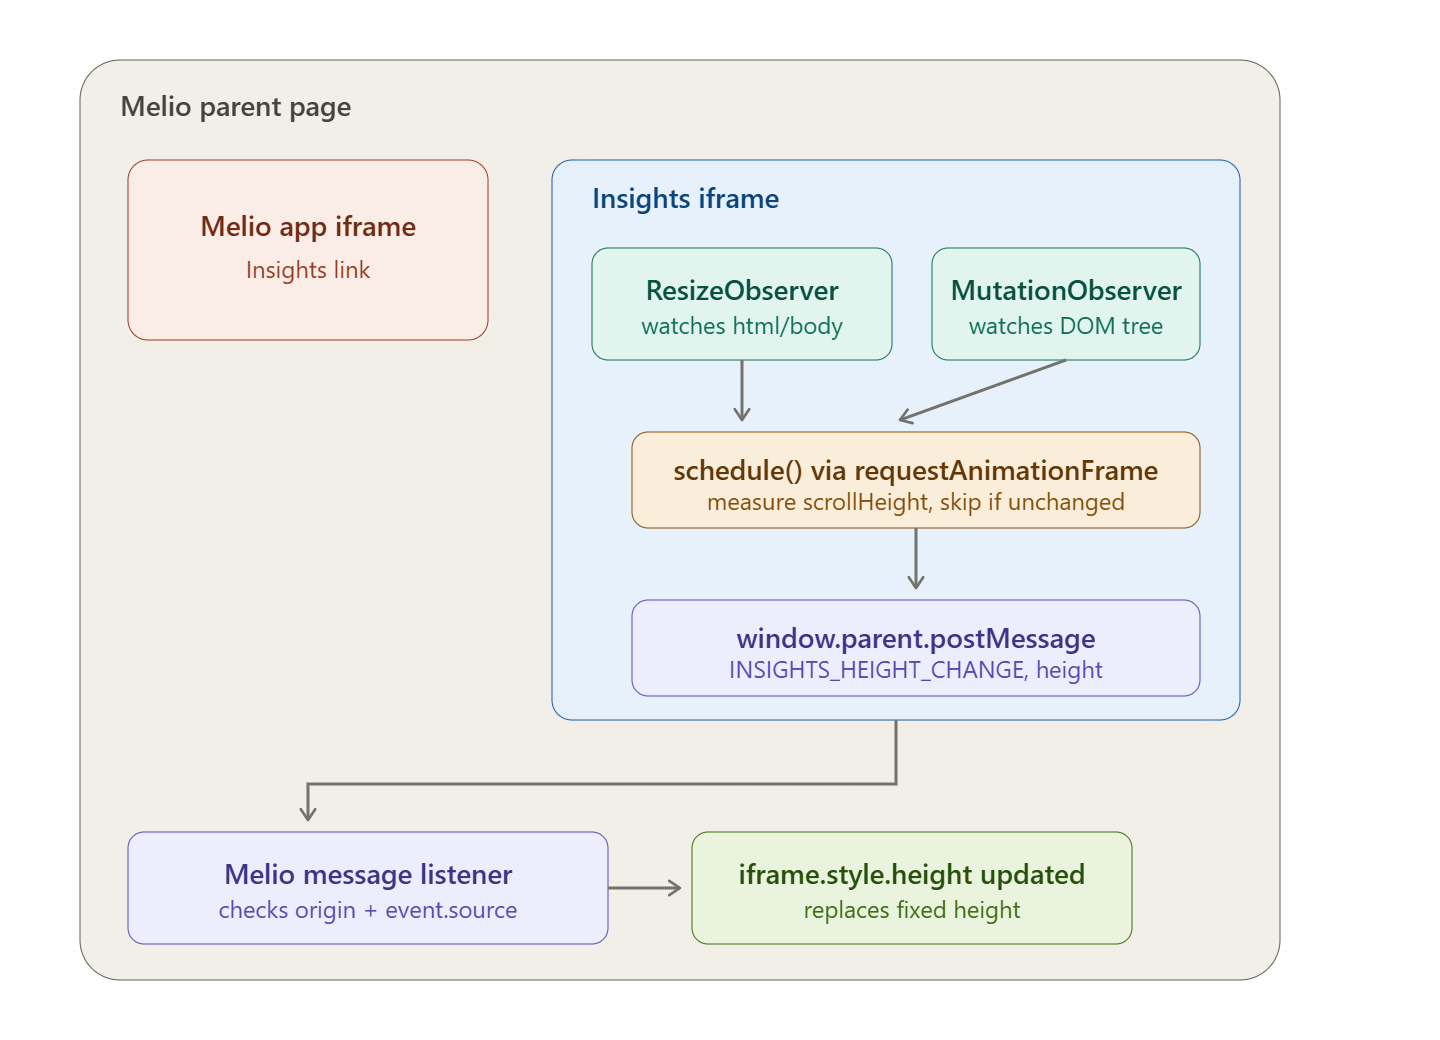 Melio parent page
Melio app iframe
Insights link
Insights iframe
ResizeObserver
watches html/body
MutationObserver
watches DOM tree
schedule() via requestAnimationFrame
measure scrollHeight, skip if unchanged
window.parent.postMessage
INSIGHTS_HEIGHT_CHANGE, height
Melio message listener
checks origin + event.source
iframe.style.height updated
replaces fixed height